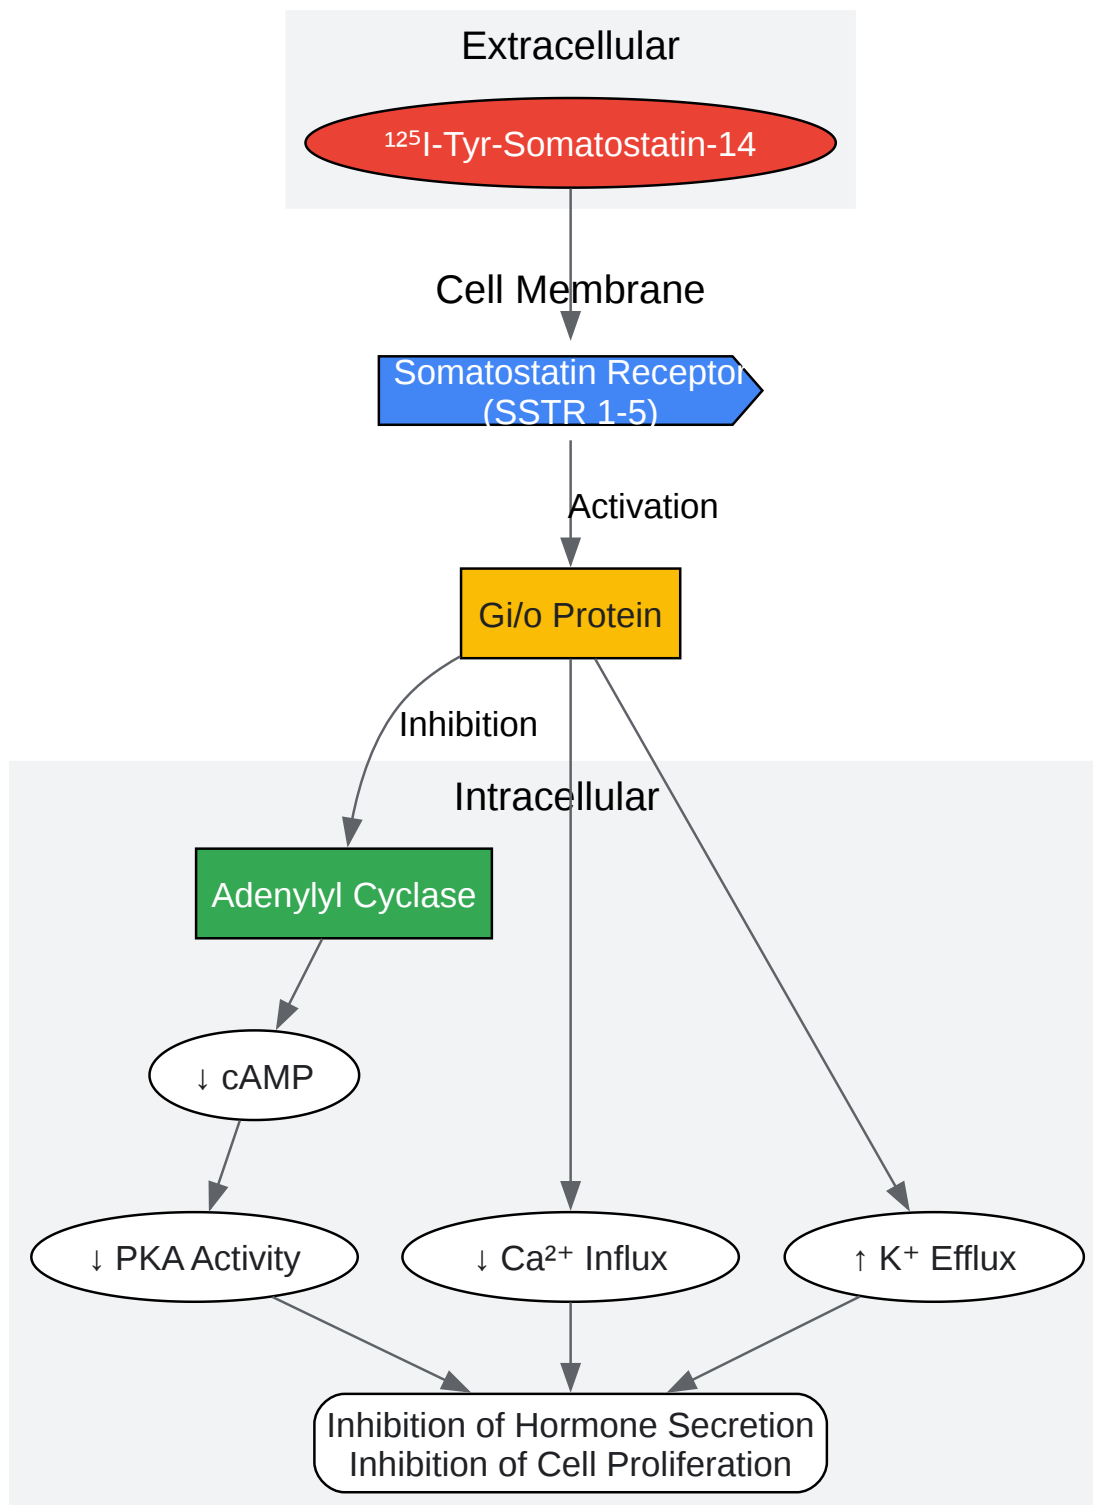 Extracellular
¹²⁵I-Tyr-Somatostatin-14
Cell Membrane
Somatostatin Receptor
(SSTR 1-5)
Activation
Gi/o Protein
Inhibition
Intracellular
Adenylyl Cyclase
↓ cAMP
↓ PKA Activity
↓ Ca²⁺ Influx
↑ K⁺ Efflux
Inhibition of Hormone Secretion
Inhibition of Cell Proliferation